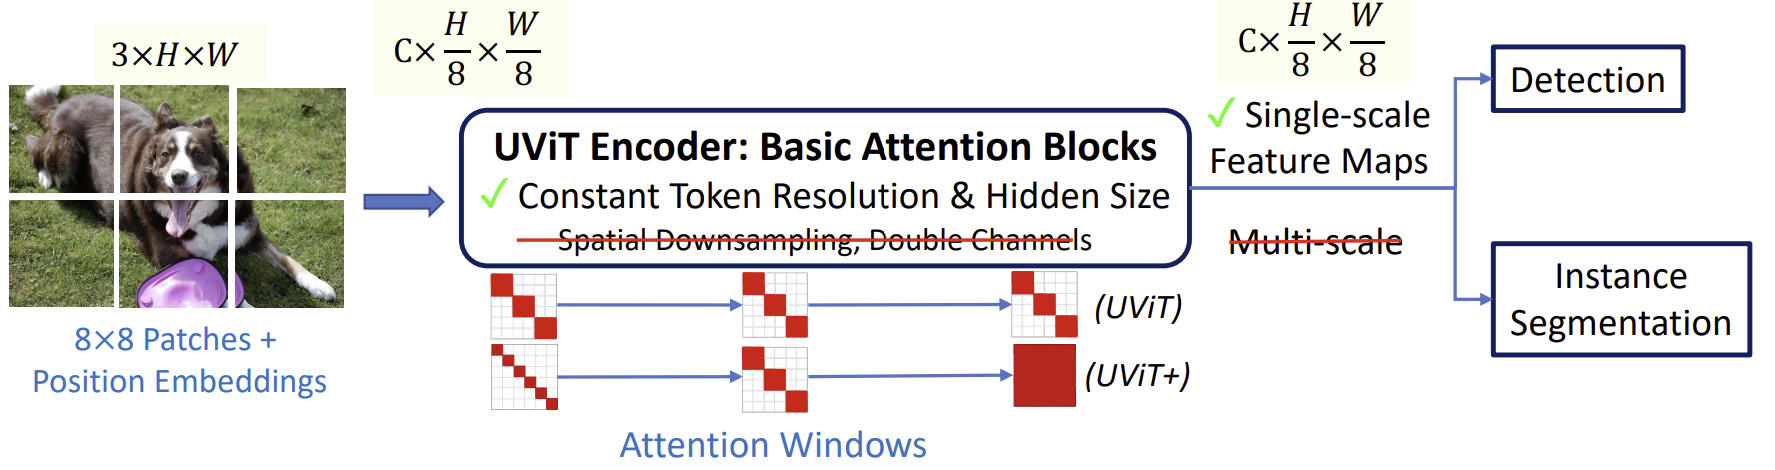 3×H×W
8×8 Patches +
Position Embeddings
C×H/8×W/8
UViT Encoder: Basic Attention Blocks
✓ Constant Token Resolution & Hidden Size
Spatial Downsampling, Double Channels
(UViT)
(UViT+)
Attention Windows
C×H/8×W/8
✓ Single-scale
Feature Maps
Multi-scale
Detection
Instance
Segmentation